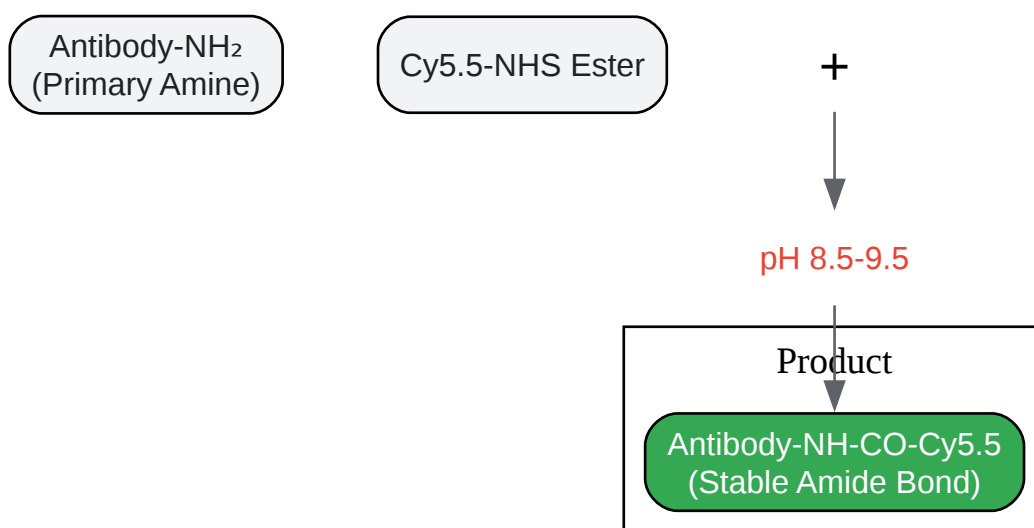 Antibody-NH₂
(Primary Amine)
Cy5.5-NHS Ester
+
pH 8.5-9.5
Product
Antibody-NH-CO-Cy5.5
(Stable Amide Bond)